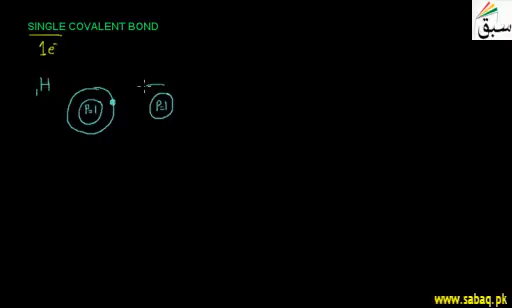 SINGLE COVALENT BOND
سبق
1e⁻
₁H
P=1
P=1
www.sabaq.pk